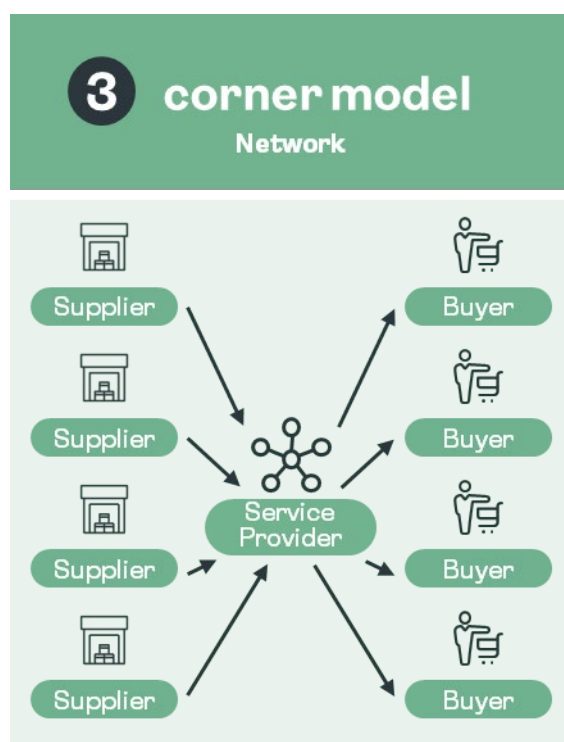 3 corner model
Network
Supplier
Buyer
Supplier
Buyer
Service
Provider
Supplier
Buyer
Supplier
Buyer